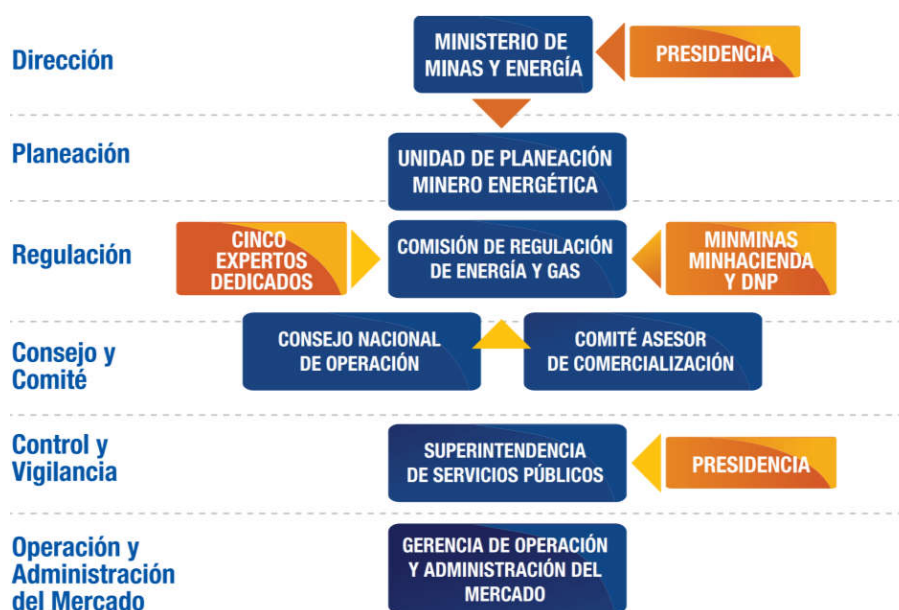 Dirección
MINISTERIO DE
MINAS Y ENERGÍA
PRESIDENCIA
Planeación
UNIDAD DE PLANEACIÓN
MINERO ENERGÉTICA
Regulación
CINCO
EXPERTOS
DEDICADOS
COMISIÓN DE REGULACIÓN
DE ENERGÍA Y GAS
MINMINAS
MINHACIENDA
Y DNP
Consejo y
Comité
CONSEJO NACIONAL
DE OPERACIÓN
COMITÉ ASESOR
DE COMERCIALIZACIÓN
Control y
Vigilancia
SUPERINTENDENCIA
DE SERVICIOS PÚBLICOS
PRESIDENCIA
Operación y
Administración
del Mercado
GERENCIA DE OPERACIÓN
Y ADMINISTRACIÓN DEL
MERCADO